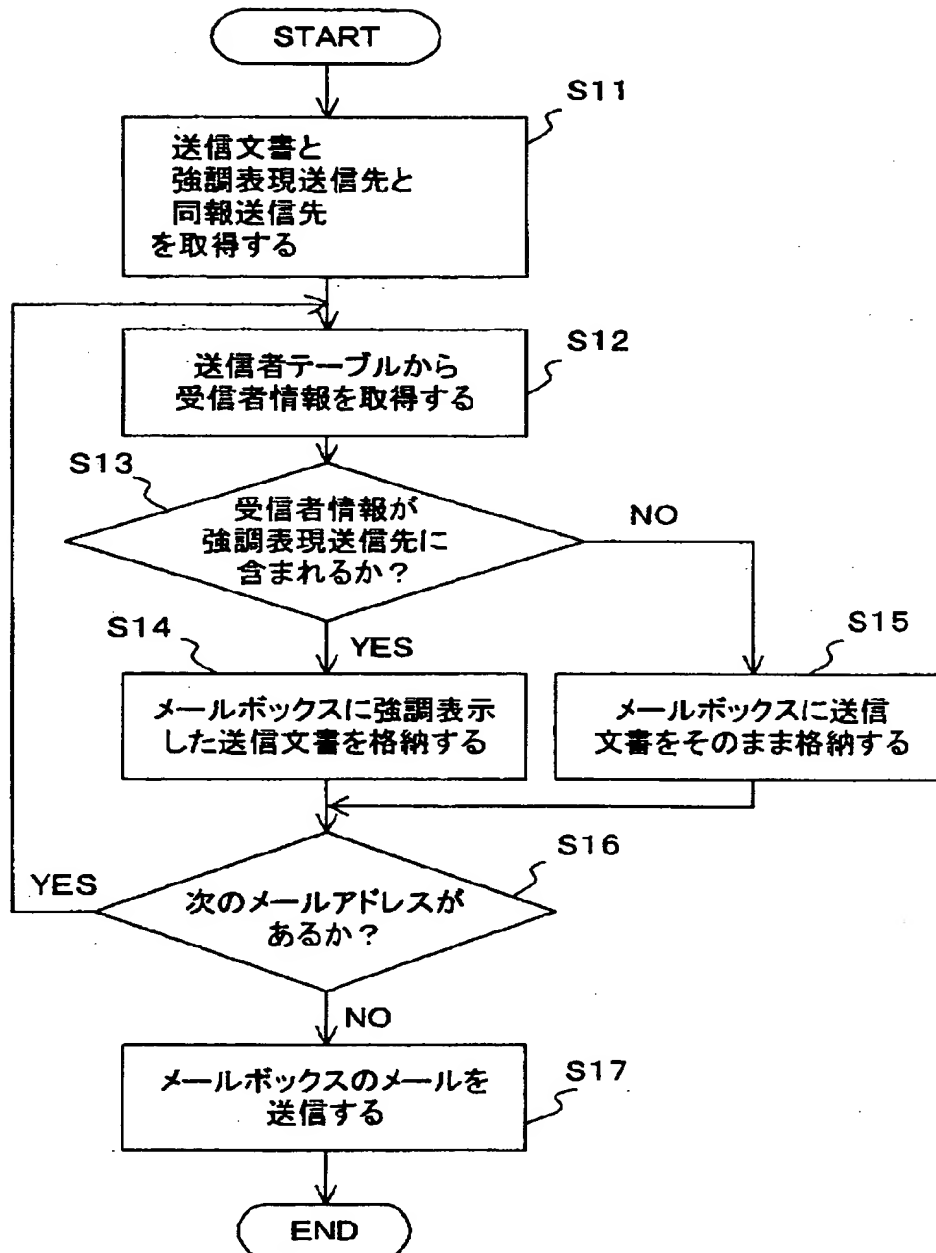 START
S11
送信文書と
強調表現送信先と
同報送信先
を取得する
S12
送信者テーブルから
受信者情報を取得する
S13
受信者情報が
強調表現送信先に
含まれるか？
NO
YES
S14
メールボックスに強調表示
した送信文書を格納する
S15
メールボックスに送信
文書をそのまま格納する
S16
YES
次のメールアドレスが
あるか？
NO
S17
メールボックスのメールを
送信する
END